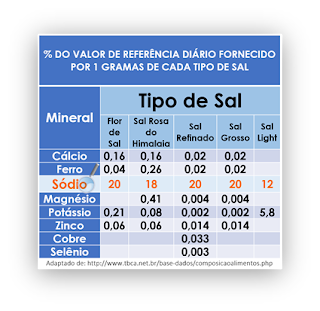 % DO VALOR DE REFERÊNCIA DIÁRIO FORNECIDO
POR 1 GRAMAS DE CADA TIPO DE SAL
Mineral
Tipo de Sal
Flor de Sal
Sal Rosa do Himalaia
Sal Refinado
Sal Grosso
Sal Light
Cálcio 0,16 0,16 0,02 0,02
Ferro 0,04 0,26 0,02 0,02
Sódio 20 18 20 20 12
Magnésio 0,41 0,004 0,004
Potássio 0,21 0,08 0,002 0,002 5,8
Zinco 0,06 0,06 0,014 0,014
Cobre 0,033
Selênio 0,003
Adaptado de: http://www.tbca.net.br/base-dados/composicaoalimentos.php